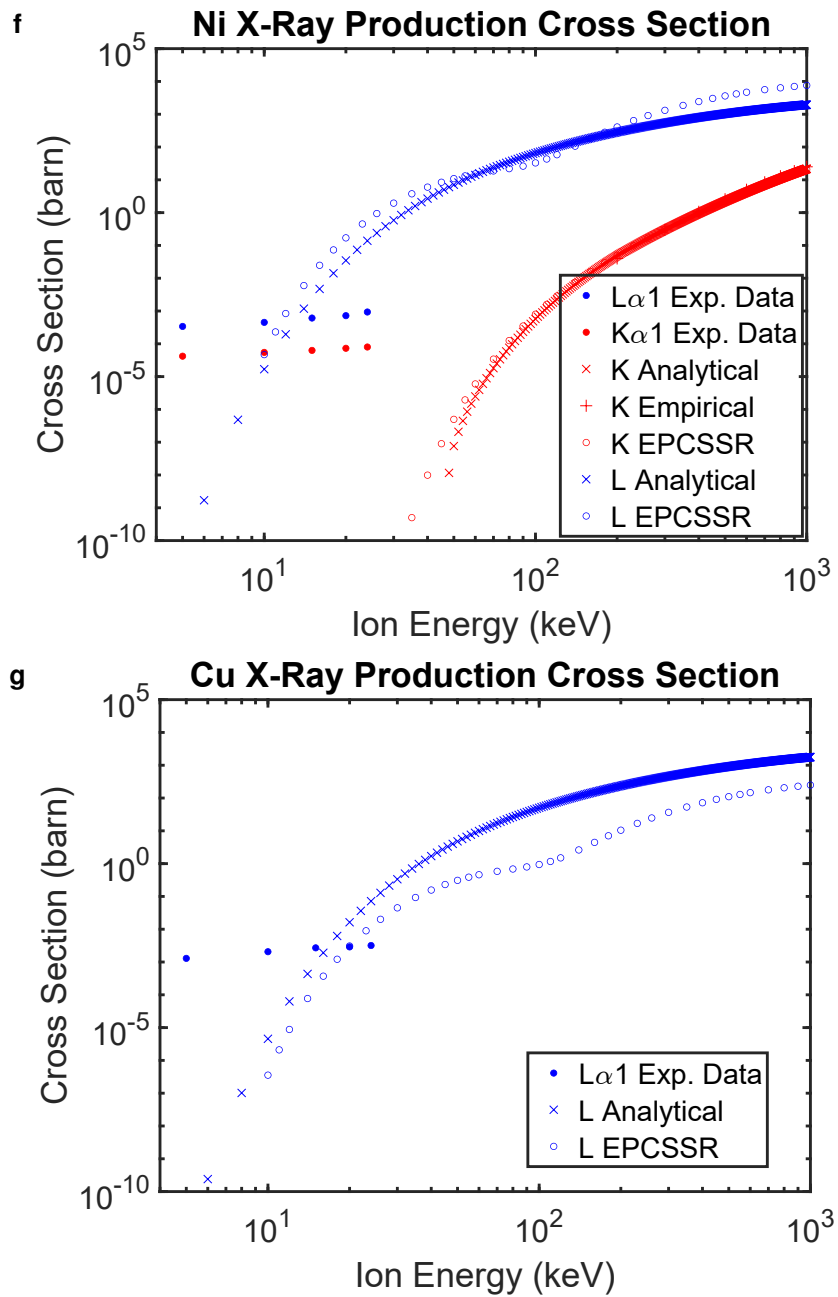 f
Ni X-Ray Production Cross Section
10^5
10^0
10^-5
10^-10
Cross Section (barn)
Lα1 Exp. Data
Kα1 Exp. Data
K Analytical
K Empirical
K EPCSSR
L Analytical
L EPCSSR
10^1 10^2 10^3
Ion Energy (keV)
g
Cu X-Ray Production Cross Section
10^5
10^0
10^-5
10^-10
Cross Section (barn)
Lα1 Exp. Data
L Analytical
L EPCSSR
10^1 10^2 10^3
Ion Energy (keV)